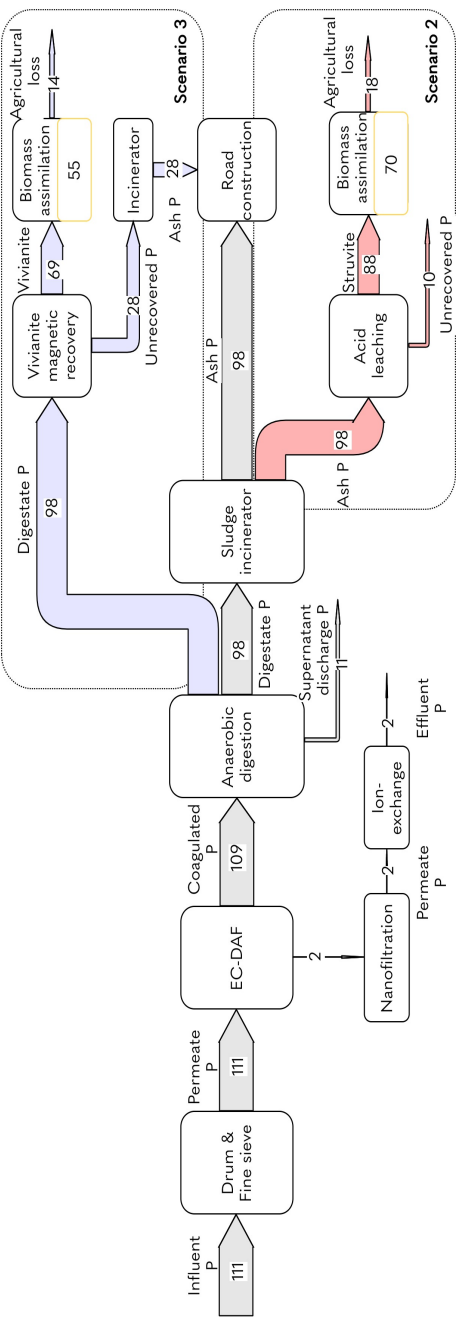 Influent
P
111
Drum &
Fine sieve
Permeate
P
111
EC-DAF
2
Nanofiltration
Permeate
P
2
Ion-
exchange
2
Effluent
P
Coagulated
P
109
Anaerobic
digestion
Supernatant
discharge P
11
98
Digestate P
Sludge
incinerator
Ash P
98
Road
construction
Digestate P
98
Vivianite
magnetic
recovery
Vivianite
69
Biomass
assimilation
55
Agricultural
loss
14
28
Unrecovered P
Incinerator
28
Ash P
Scenario 3
98
Ash P
Acid
leaching
Struvite
88
Biomass
assimilation
70
Agricultural
loss
18
10
Unrecovered P
Scenario 2